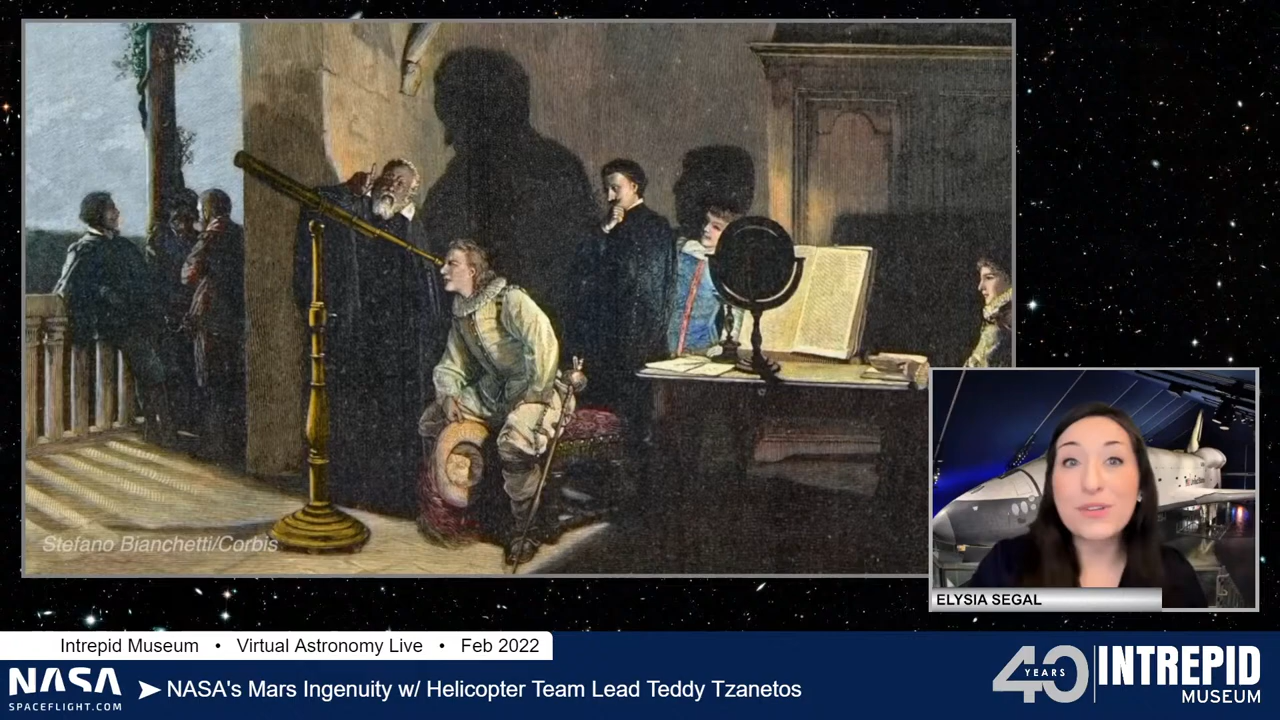 Stefano Bianchetti/Corbis
ELYSIA SEGAL
Intrepid Museum • Virtual Astronomy Live • Feb 2022
NASA
SPACEFLIGHT.COM
➤ NASA's Mars Ingenuity w/ Helicopter Team Lead Teddy Tzanetos
40
YEARS
INTREPID
MUSEUM